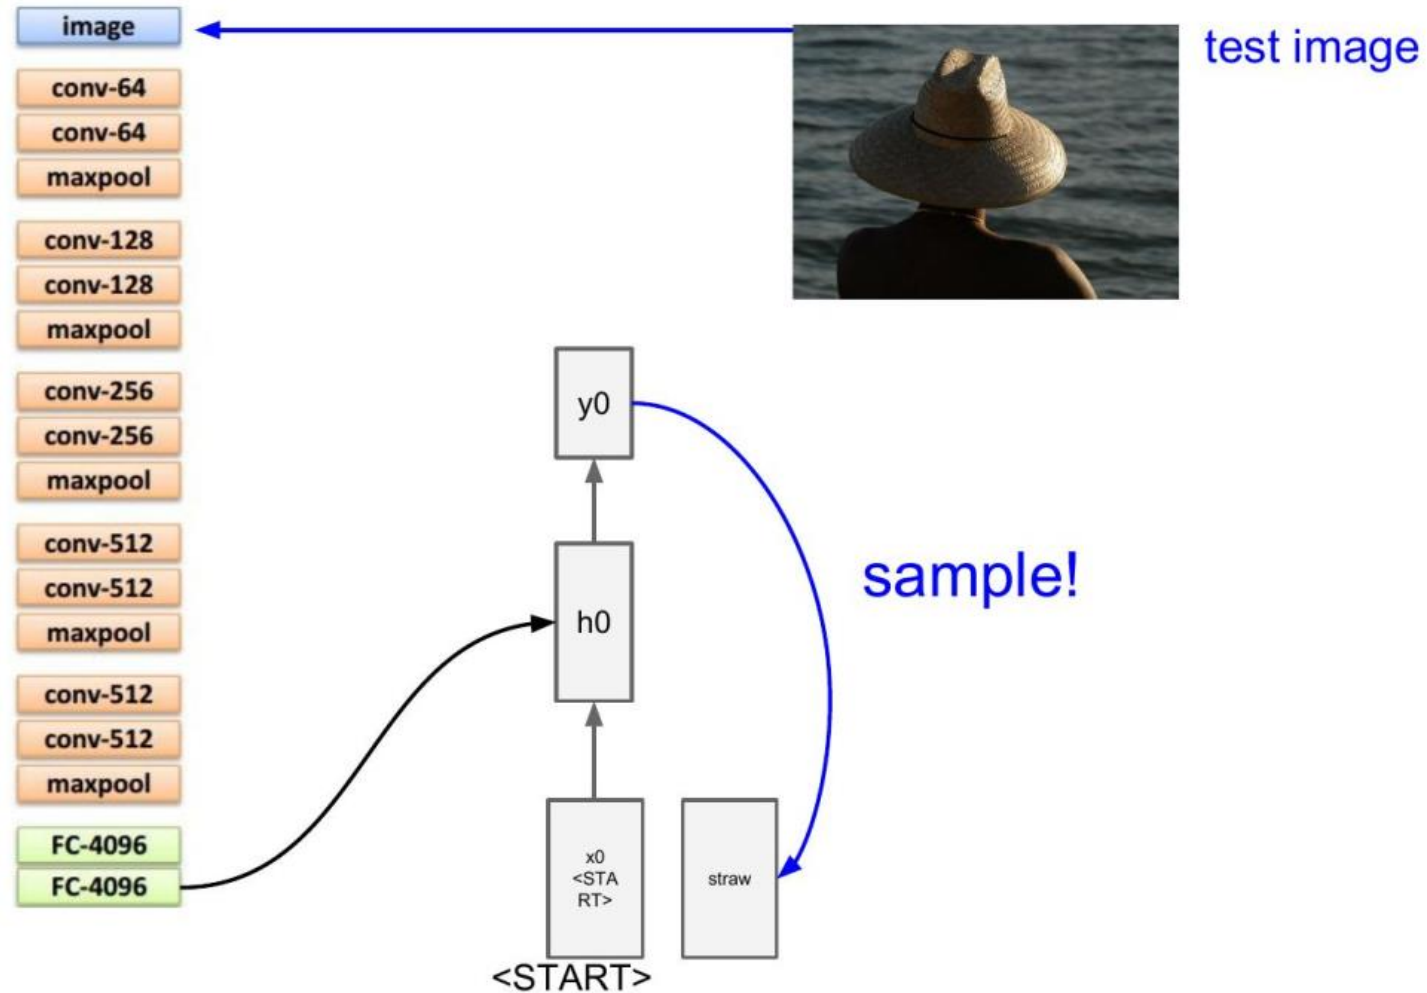 image
test image
conv-64
conv-64
maxpool
conv-128
conv-128
maxpool
conv-256
conv-256
maxpool
conv-512
conv-512
maxpool
conv-512
conv-512
maxpool
FC-4096
FC-4096
y0
h0
sample!
x0
<STA
RT>
straw
<START>